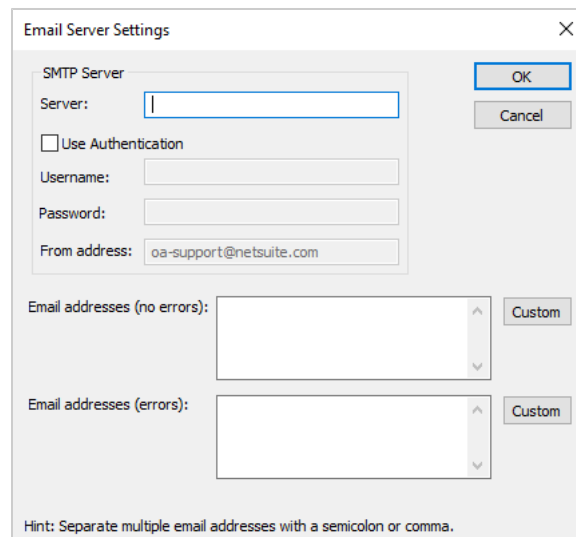 Email Server Settings
SMTP Server
OK
Server:
Cancel
Use Authentication
Username:
Password:
From address: oa-support@netsuite.com
Email addresses (no errors): Custom
Email addresses (errors): Custom
Hint: Separate multiple email addresses with a semicolon or comma.